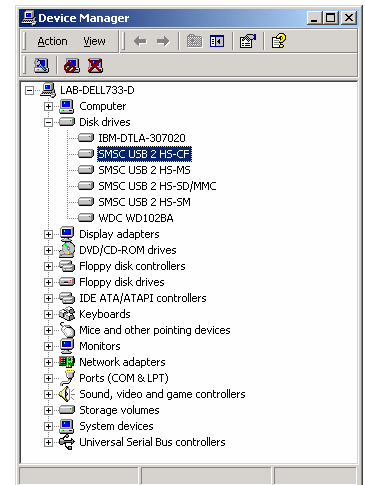 Device Manager
Action View
LAB-DELL733-D
Computer
Disk drives
IBM-DTLA-307020
SMSC USB 2 HS-CF
SMSC USB 2 HS-MS
SMSC USB 2 HS-SD/MMC
SMSC USB 2 HS-SM
WDC WD102BA
Display adapters
DVD/CD-ROM drives
Floppy disk controllers
Floppy disk drives
IDE ATA/ATAPI controllers
Keyboards
Mice and other pointing devices
Monitors
Network adapters
Ports (COM & LPT)
Sound, video and game controllers
Storage volumes
System devices
Universal Serial Bus controllers